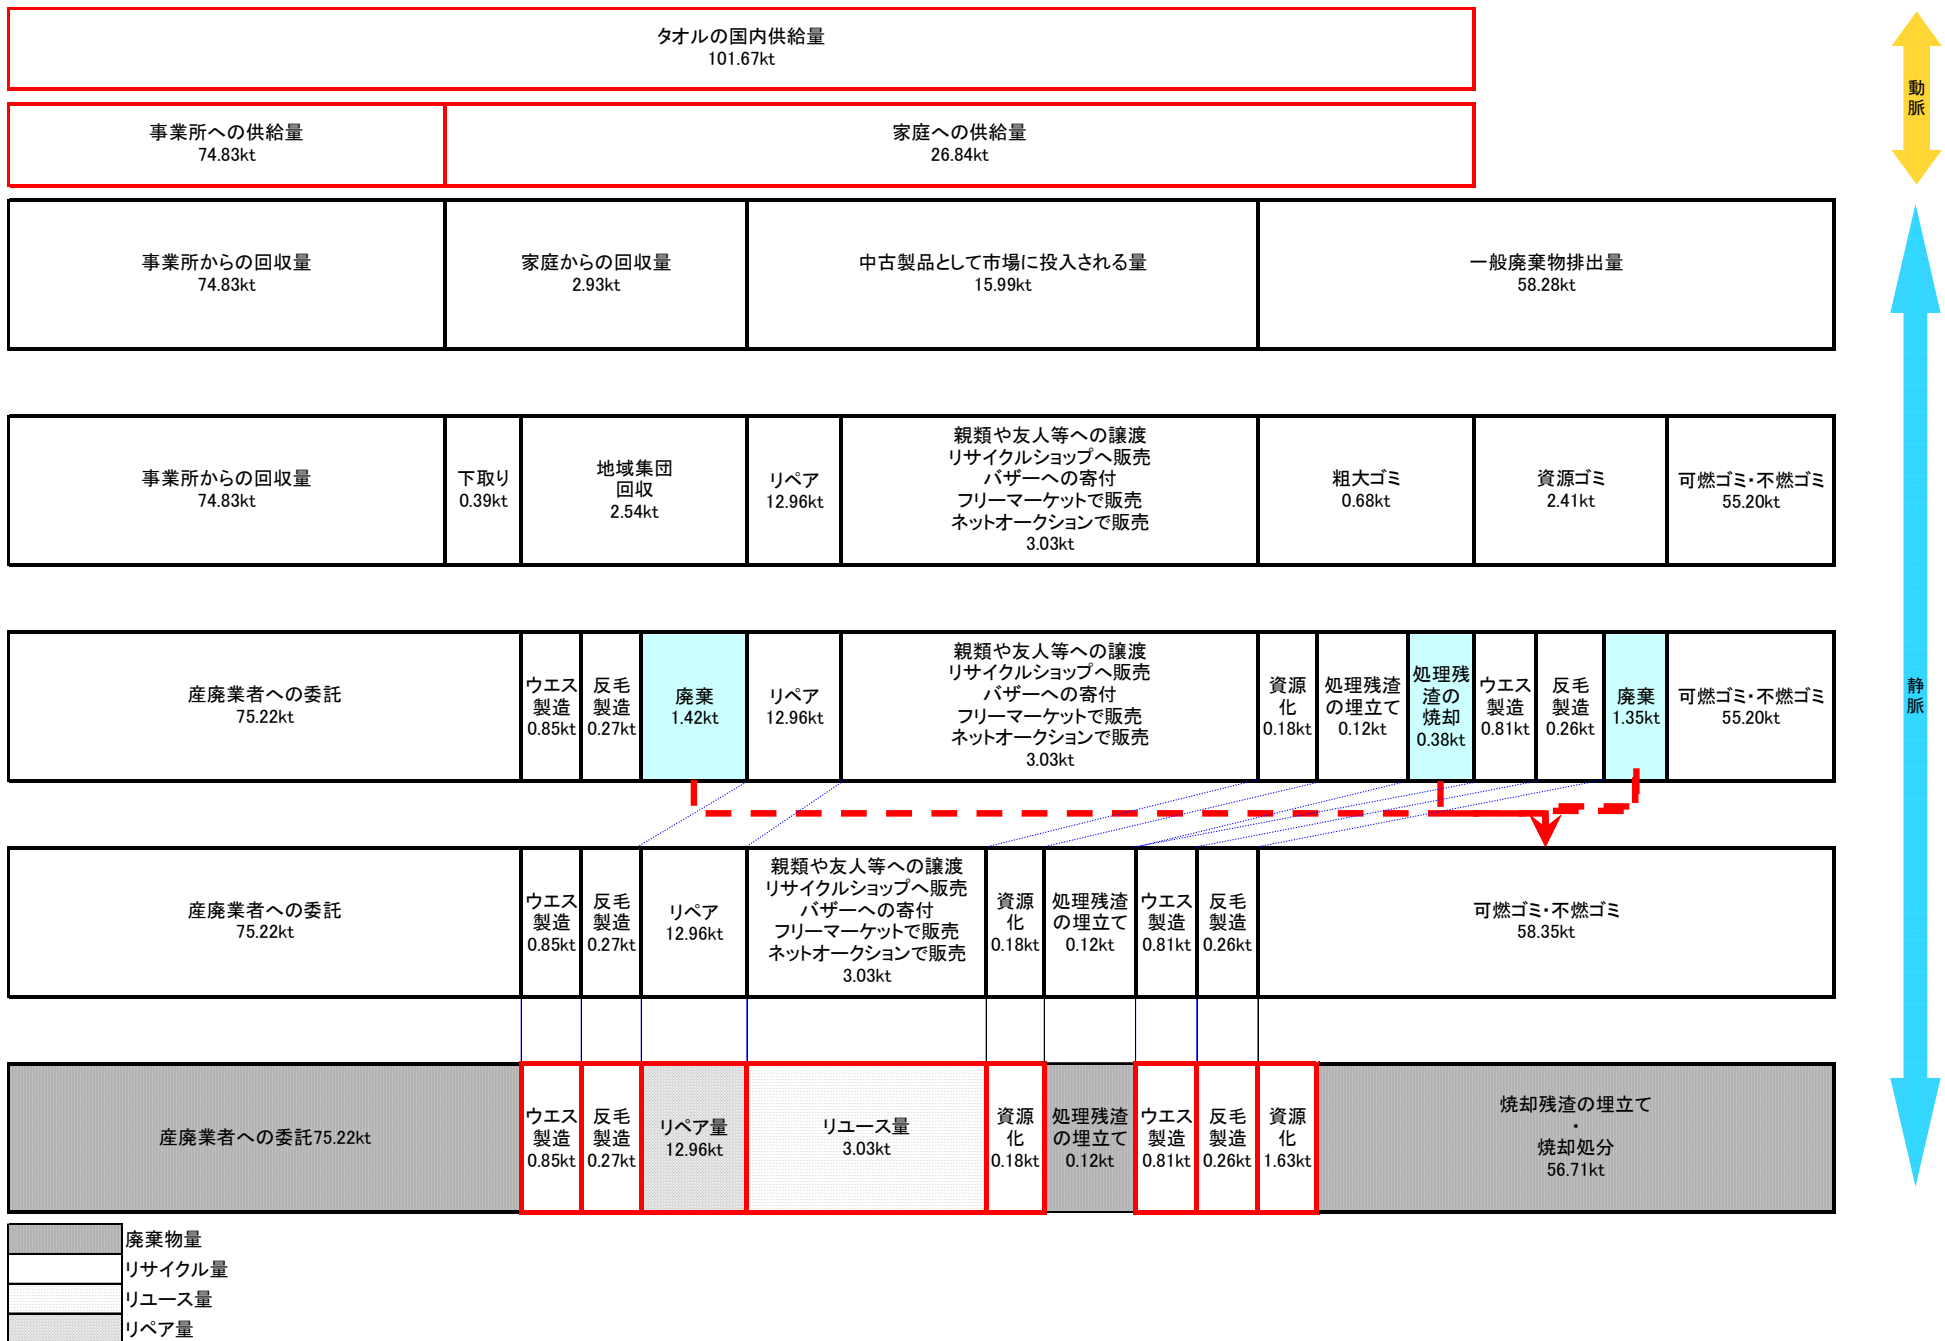 タオルの国内供給量
101.67kt
動
脈
事業所への供給量
74.83kt
家庭への供給量
26.84kt
事業所からの回収量
74.83kt
家庭からの回収量
2.93kt
中古製品として市場に投入される量
15.99kt
一般廃棄物排出量
58.28kt
事業所からの回収量
74.83kt
下取り
0.39kt
地域集団
回収
2.54kt
リペア
12.96kt
親類や友人等への譲渡
リサイクルショップへ販売
バザーへの寄付
フリーマーケットで販売
ネットオークションで販売
3.03kt
粗大ゴミ
0.68kt
資源ゴミ
2.41kt
可燃ゴミ・不燃ゴミ
55.20kt
産廃業者への委託
75.22kt
ウエス
製造
0.85kt
反毛
製造
0.27kt
廃棄
1.42kt
リペア
12.96kt
親類や友人等への譲渡
リサイクルショップへ販売
バザーへの寄付
フリーマーケットで販売
ネットオークションで販売
3.03kt
資源
化
0.18kt
処理残渣
の埋立て
0.12kt
処理残
渣の
焼却
0.38kt
ウエス
製造
0.81kt
反毛
製造
0.26kt
廃棄
1.35kt
可燃ゴミ・不燃ゴミ
55.20kt
静
脈
産廃業者への委託
75.22kt
ウエス
製造
0.85kt
反毛
製造
0.27kt
リペア
12.96kt
親類や友人等への譲渡
リサイクルショップへ販売
バザーへの寄付
フリーマーケットで販売
ネットオークションで販売
3.03kt
資源
化
0.18kt
処理残渣
の埋立て
0.12kt
ウエス
製造
0.81kt
反毛
製造
0.26kt
可燃ゴミ・不燃ゴミ
58.35kt
産廃業者への委託75.22kt
ウエス
製造
0.85kt
反毛
製造
0.27kt
リペア量
12.96kt
リユース量
3.03kt
資源
化
0.18kt
処理残渣
の埋立て
0.12kt
ウエス
製造
0.81kt
反毛
製造
0.26kt
資源
化
1.63kt
焼却残渣の埋立て
・
焼却処分
56.71kt
廃棄物量
リサイクル量
リユース量
リペア量